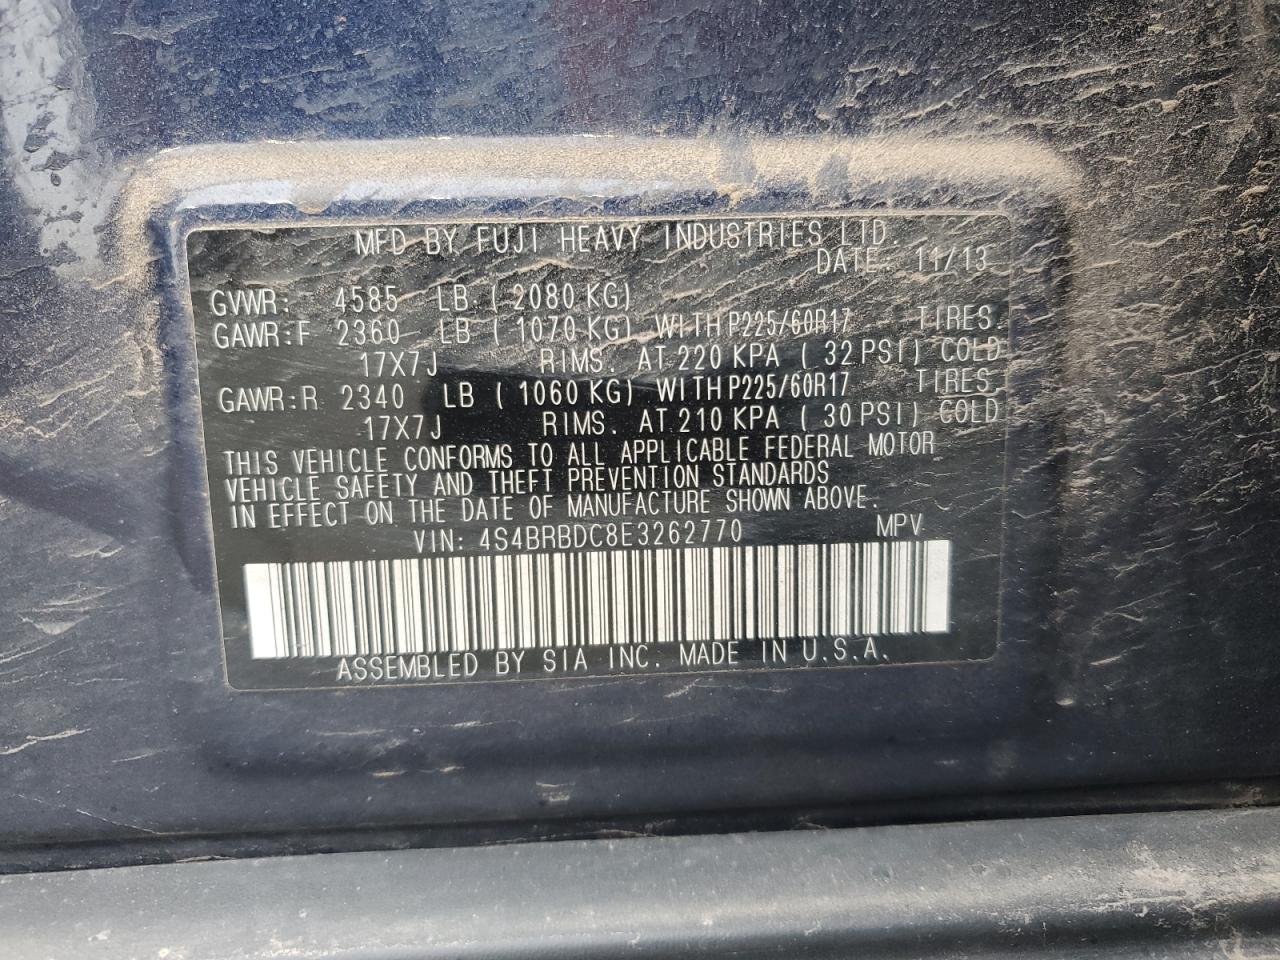 MFD BY FUJI HEAVY INDUSTRIES LTD.
DATE: 11/13
GVWR: 4585 LB ( 2080 KG)
GAWR:F 2360 LB ( 1070 KG) WITH P225/60R17 TIRES.
17X7J RIMS. AT 220 KPA ( 32 PSI) COLD
GAWR:R 2340 LB ( 1060 KG) WITH P225/60R17 TIRES.
17X7J RIMS. AT 210 KPA ( 30 PSI) COLD
THIS VEHICLE CONFORMS TO ALL APPLICABLE FEDERAL MOTOR
VEHICLE SAFETY AND THEFT PREVENTION STANDARDS
IN EFFECT ON THE DATE OF MANUFACTURE SHOWN ABOVE.
VIN: 4S4BRBDC8E3262770 MPV
ASSEMBLED BY SIA INC. MADE IN U.S.A.